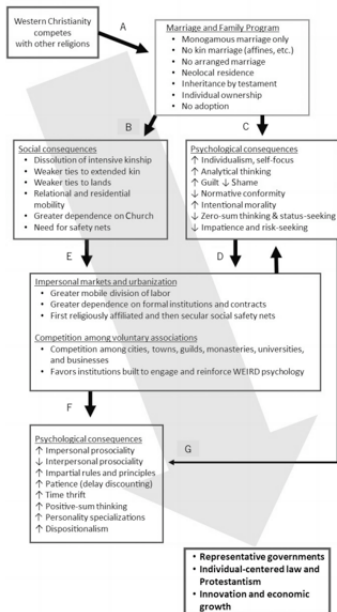 Western Christianity
competes
with other religions
A
Marriage and Family Program
• Monogamous marriage only
• No kin marriage (affines, etc.)
• No arranged marriage
• Neolocal residence
• Inheritance by testament
• Individual ownership
• No adoption
B
C
Social consequences
• Dissolution of intensive kinship
• Weaker ties to extended kin
• Weaker ties to lands
• Relational and residential
mobility
• Greater dependence on Church
• Need for safety nets
Psychological consequences
↑ Individualism, self-focus
↑ Analytical thinking
↑ Guilt ↓ Shame
↓ Normative conformity
↑ Intentional morality
↓ Zero-sum thinking & status-seeking
↓ Impatience and risk-seeking
E
D
Impersonal markets and urbanization
• Greater mobile division of labor
• Greater dependence on formal institutions and contracts
• First religiously affiliated and then secular social safety nets
Competition among voluntary associations
• Competition among cities, towns, guilds, monasteries, universities,
and businesses
• Favors institutions built to engage and reinforce WEIRD psychology
F
G
Psychological consequences
↑ Impersonal prosociality
↓ Interpersonal prosociality
↑ Impartial rules and principles
↑ Patience (delay discounting)
↑ Time thrift
↑ Positive-sum thinking
↑ Personality specializations
↑ Dispositionalism
• Representative governments
• Individual-centered law and
Protestantism
• Innovation and economic
growth